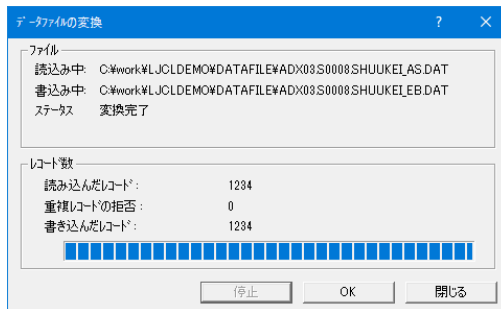 ﾃﾞｰﾀﾌｧｲﾙの変換 ? ×
ﾌｧｲﾙ
読込み中: C:¥work¥LJCLDEMO¥DATAFILE¥ADX03.S0008.SHUUKEI_AS.DAT
書込み中: C:¥work¥LJCLDEMO¥DATAFILE¥ADX03.S0008.SHUUKEI_EB.DAT
ｽﾃｰﾀｽ 変換完了
ﾚｺｰﾄﾞ数
読み込んだﾚｺｰﾄﾞ: 1234
重複ﾚｺｰﾄﾞの拒否: 0
書き込んだﾚｺｰﾄﾞ: 1234
停止 OK 閉じる